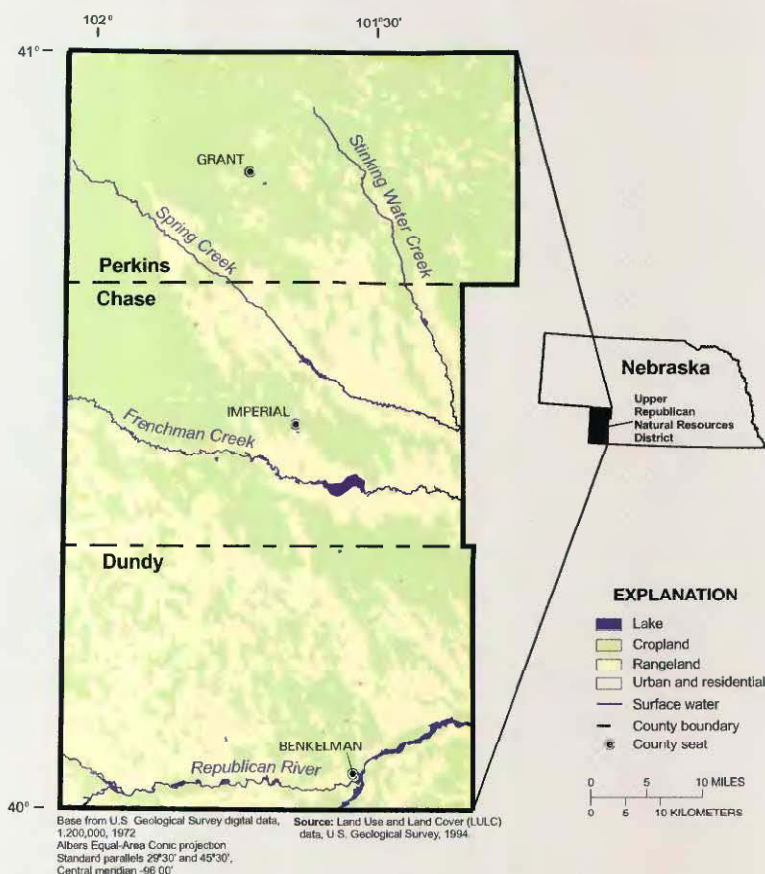 102°
101°30'
41°
GRANT
Stinking Water Creek
Spring Creek
Perkins
Chase
Nebraska
Upper
Republican
Natural Resources
District
IMPERIAL
Frenchman Creek
Dundy
EXPLANATION
Lake
Cropland
Rangeland
Urban and residential
Surface water
County boundary
County seat
BENKELMAN
Republican River
0 5 10 MILES
0 5 10 KILOMETERS
40°
Base from U.S. Geological Survey digital data,
1:200,000, 1972
Albers Equal-Area Conic projection
Standard parallels 29°30' and 45°30',
Central meridian -96 00'
Source: Land Use and Land Cover (LULC)
data, U.S. Geological Survey, 1994.